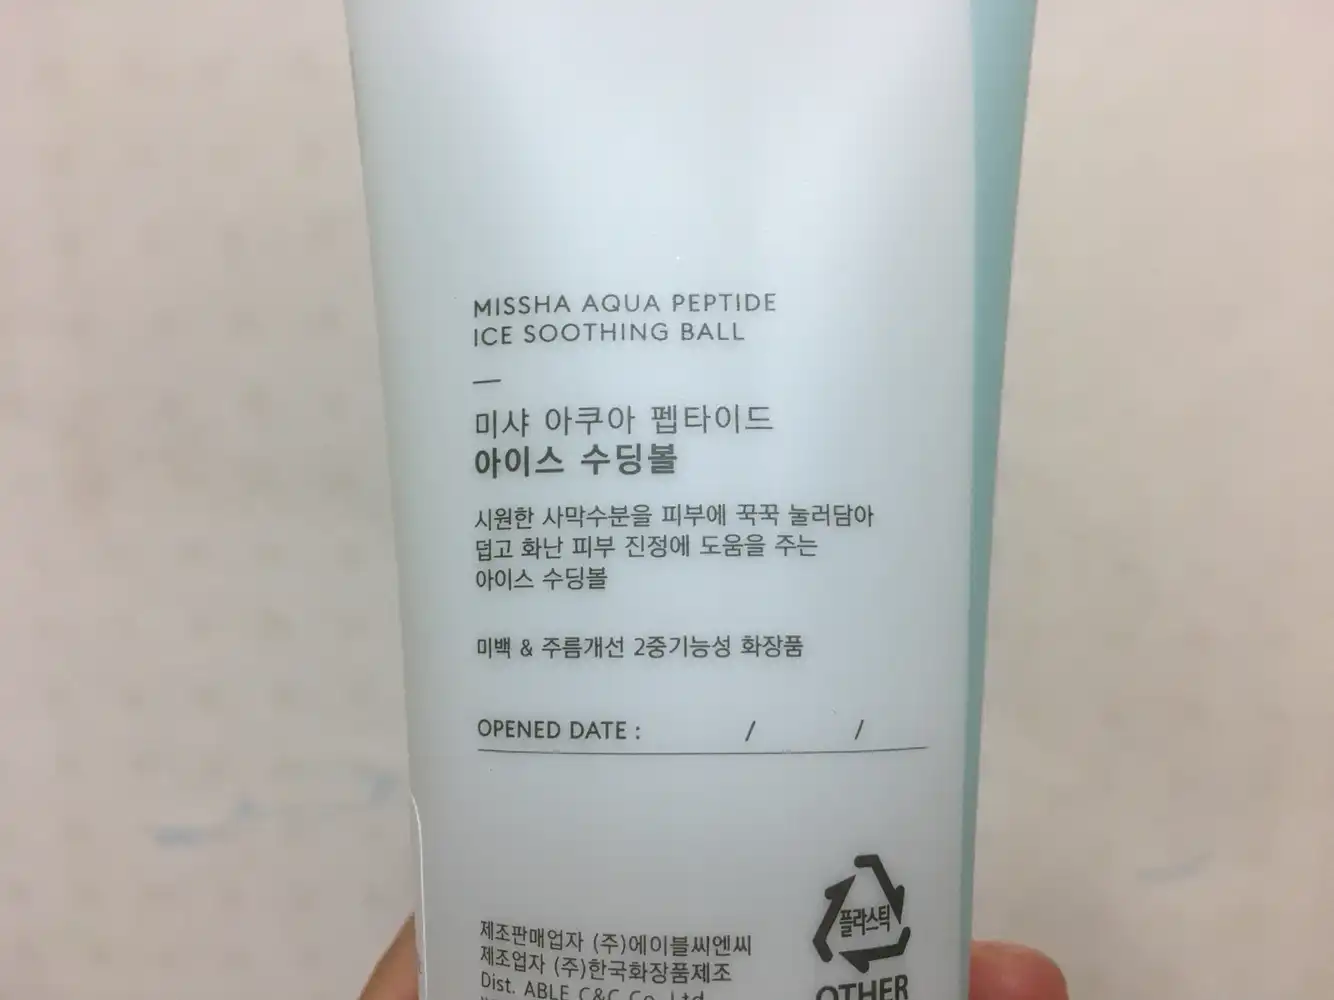 MISSHA AQUA PEPTIDE
ICE SOOTHING BALL
미샤 아쿠아 펩타이드
아이스 수딩볼
시원한 사막수분을 피부에 꾹꾹 눌러담아
덥고 화난 피부 진정에 도움을 주는
아이스 수딩볼
미백 & 주름개선 2중기능성 화장품
OPENED DATE : / /
플라스틱
OTHER
제조판매업자 (주)에이블씨엔씨
제조업자 (주)한국화장품제조
Dist. ABLE C&C Co., Ltd.